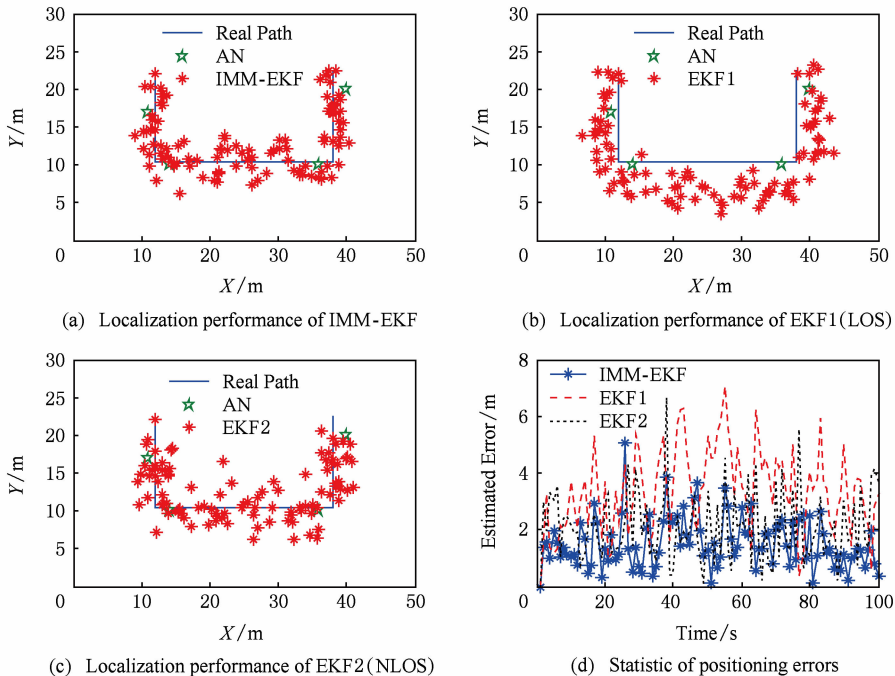 30
25
20
15
10
5
0
Y/m
10
20
30
40
50
X/m
Real Path
AN
IMM-EKF
(a) Localization performance of IMM-EKF
30
25
20
15
10
5
0
Y/m
10
20
30
40
50
X/m
Real Path
AN
EKF1
(b) Localization performance of EKF1(LOS)
30
25
20
15
10
5
0
Y/m
10
20
30
40
50
X/m
Real Path
AN
EKF2
(c) Localization performance of EKF2(NLOS)
8
6
4
2
0
Estimated Error/m
20
40
60
80
100
Time/s
IMM-EKF
EKF1
EKF2
(d) Statistic of positioning errors